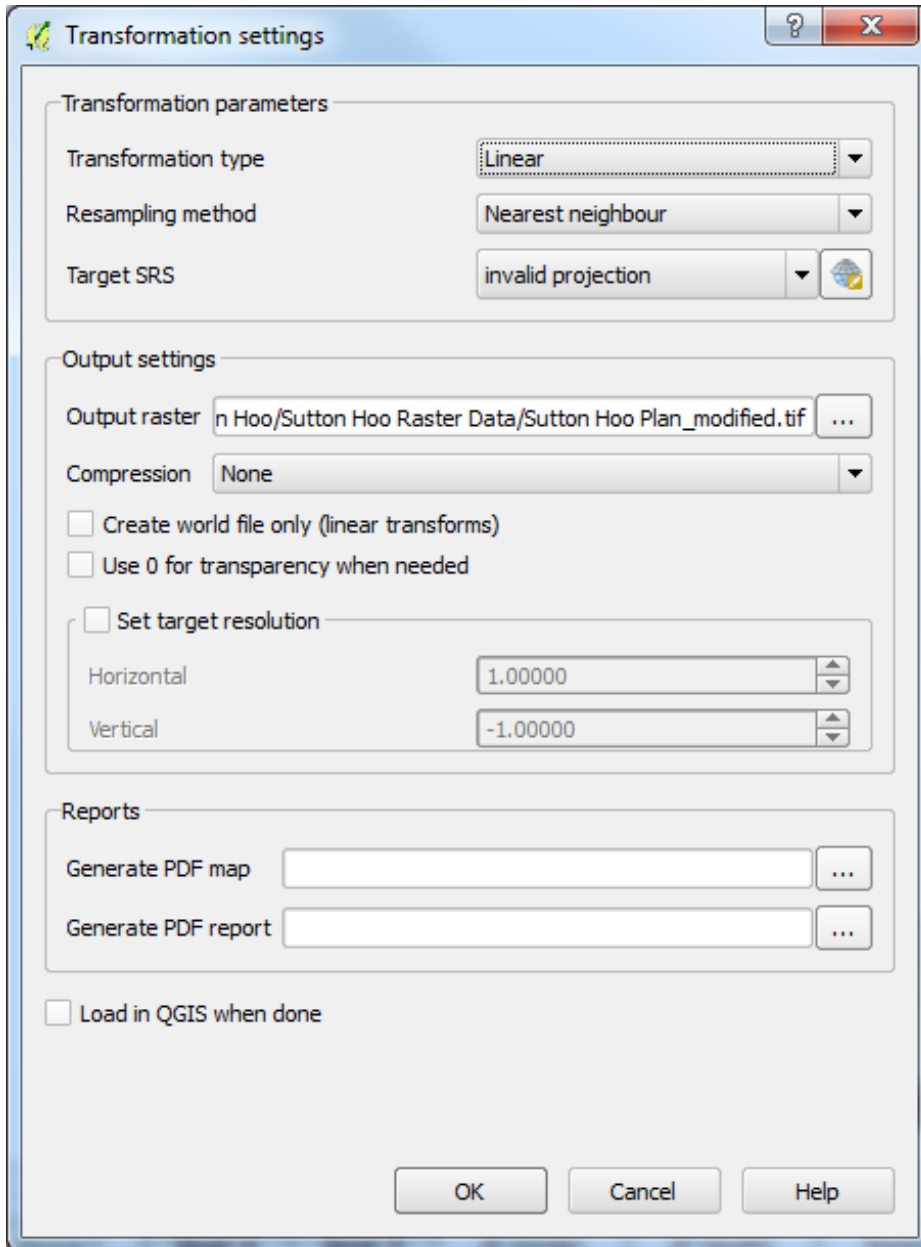 Transformation settings
?
X
Transformation parameters
Transformation type Linear
Resampling method Nearest neighbour
Target SRS invalid projection
Output settings
Output raster n Hoo/Sutton Hoo Raster Data/Sutton Hoo Plan_modified.tif ...
Compression None
Create world file only (linear transforms)
Use 0 for transparency when needed
Set target resolution
Horizontal 1.00000
Vertical -1.00000
Reports
Generate PDF map ...
Generate PDF report ...
Load in QGIS when done
OK Cancel Help